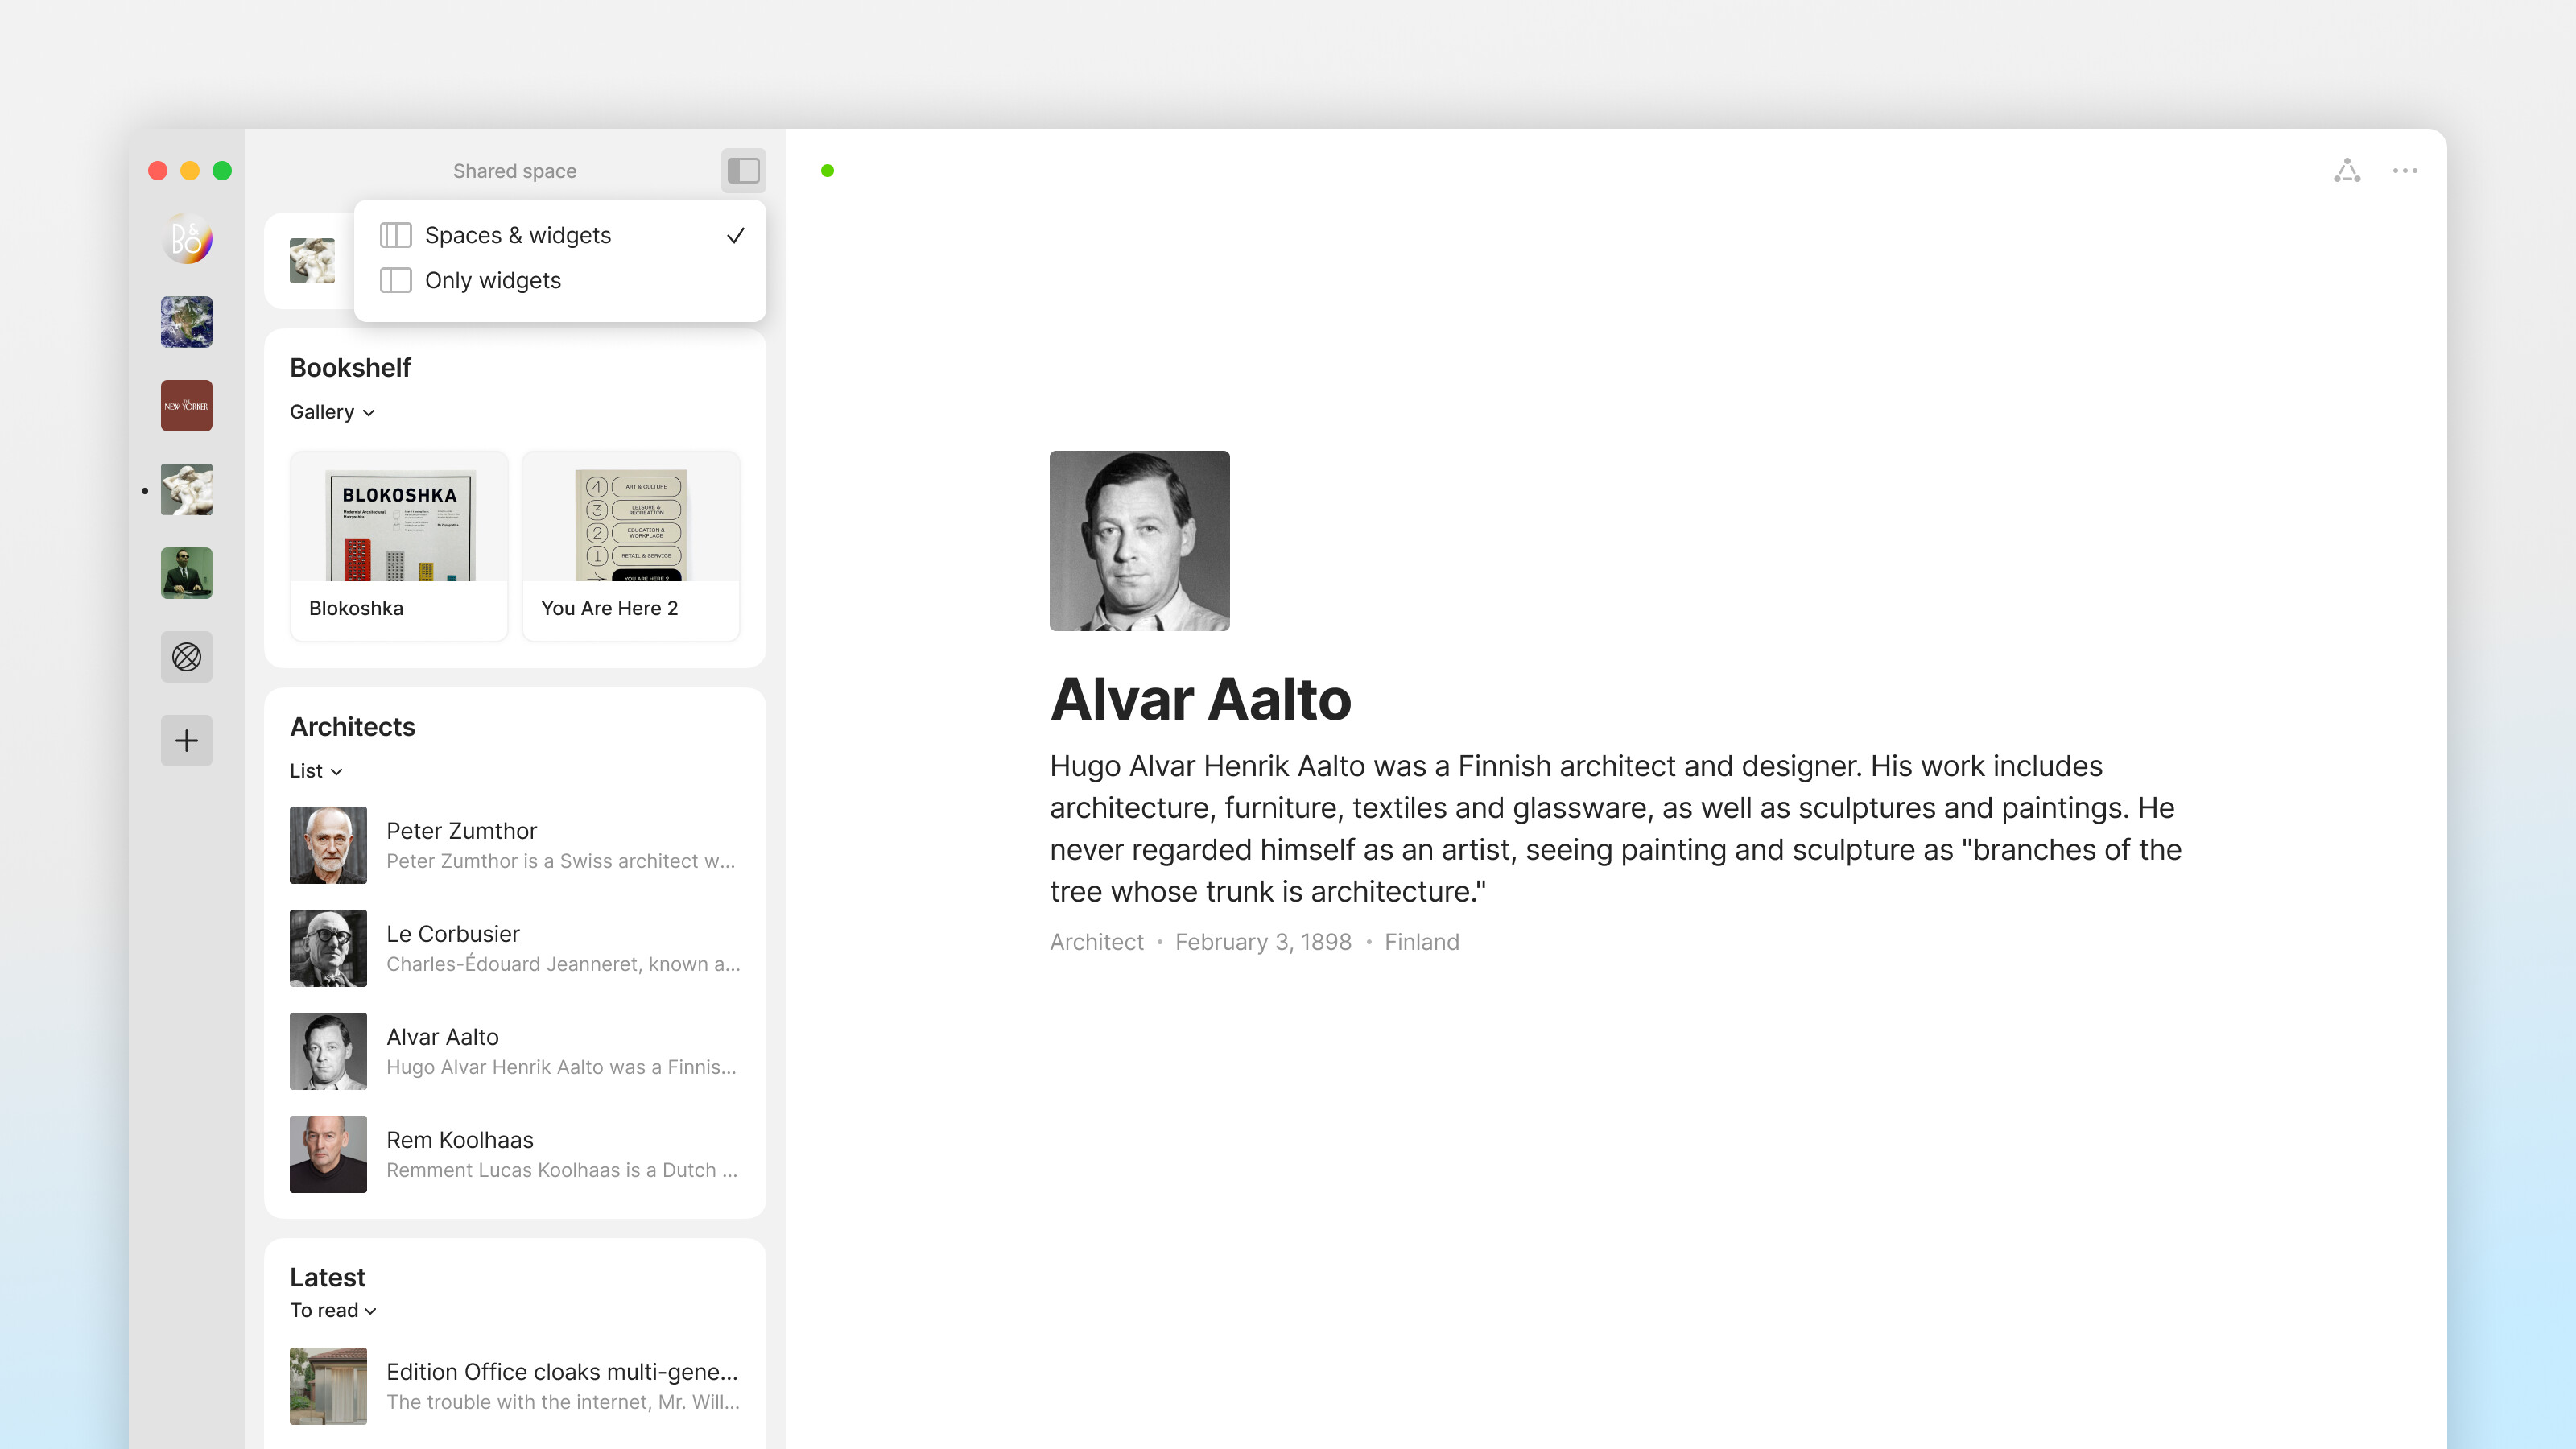 Shared space
Spaces & widgets
Only widgets
B&O
THE
NEW YORKER
Bookshelf
Gallery
BLOKOSHKA
4 ART & CULTURE
3 LEISURE &
RECREATION
2 EDUCATION &
WORKPLACE
1 RETAIL & SERVICE
YOU ARE HERE 2
Blokoshka
You Are Here 2
Architects
List
Peter Zumthor
Peter Zumthor is a Swiss architect w...
Le Corbusier
Charles-Édouard Jeanneret, known a...
Alvar Aalto
Hugo Alvar Henrik Aalto was a Finnis...
Rem Koolhaas
Remment Lucas Koolhaas is a Dutch ...
Latest
To read
Edition Office cloaks multi-gene...
The trouble with the internet, Mr. Will...
Alvar Aalto
Hugo Alvar Henrik Aalto was a Finnish architect and designer. His work includes
architecture, furniture, textiles and glassware, as well as sculptures and paintings. He
never regarded himself as an artist, seeing painting and sculpture as "branches of the
tree whose trunk is architecture."
Architect • February 3, 1898 • Finland